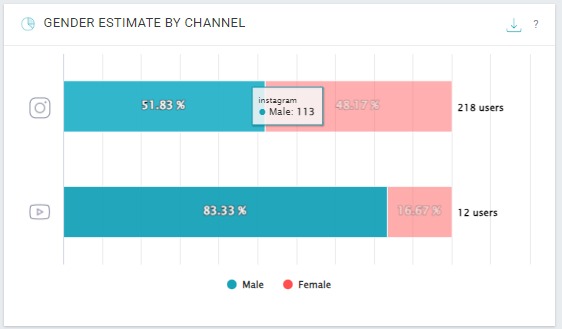 GENDER ESTIMATE BY CHANNEL
?
51.83 %
48.17 %
218 users
instagram
Male: 113
83.33 %
16.67 %
12 users
Male
Female